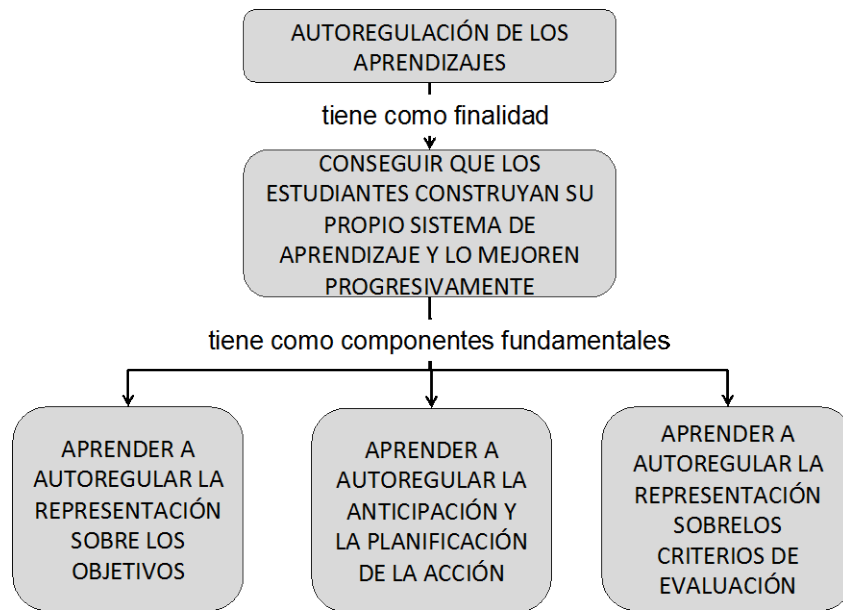 AUTOREGULACIÓN DE LOS
APRENDIZAJES
tiene como finalidad
CONSEGUIR QUE LOS
ESTUDIANTES CONSTRUYAN SU
PROPIO SISTEMA DE
APRENDIZAJE Y LO MEJOREN
PROGRESIVAMENTE
tiene como componentes fundamentales
APRENDER A
AUTOREGULAR LA
REPRESENTACIÓN
SOBRE LOS
OBJETIVOS
APRENDER A
AUTOREGULAR LA
ANTICIPACIÓN Y
LA PLANIFICACIÓN
DE LA ACCIÓN
APRENDER A
AUTOREGULAR LA
REPRESENTACIÓN
SOBRELOS
CRITERIOS DE
EVALUACIÓN